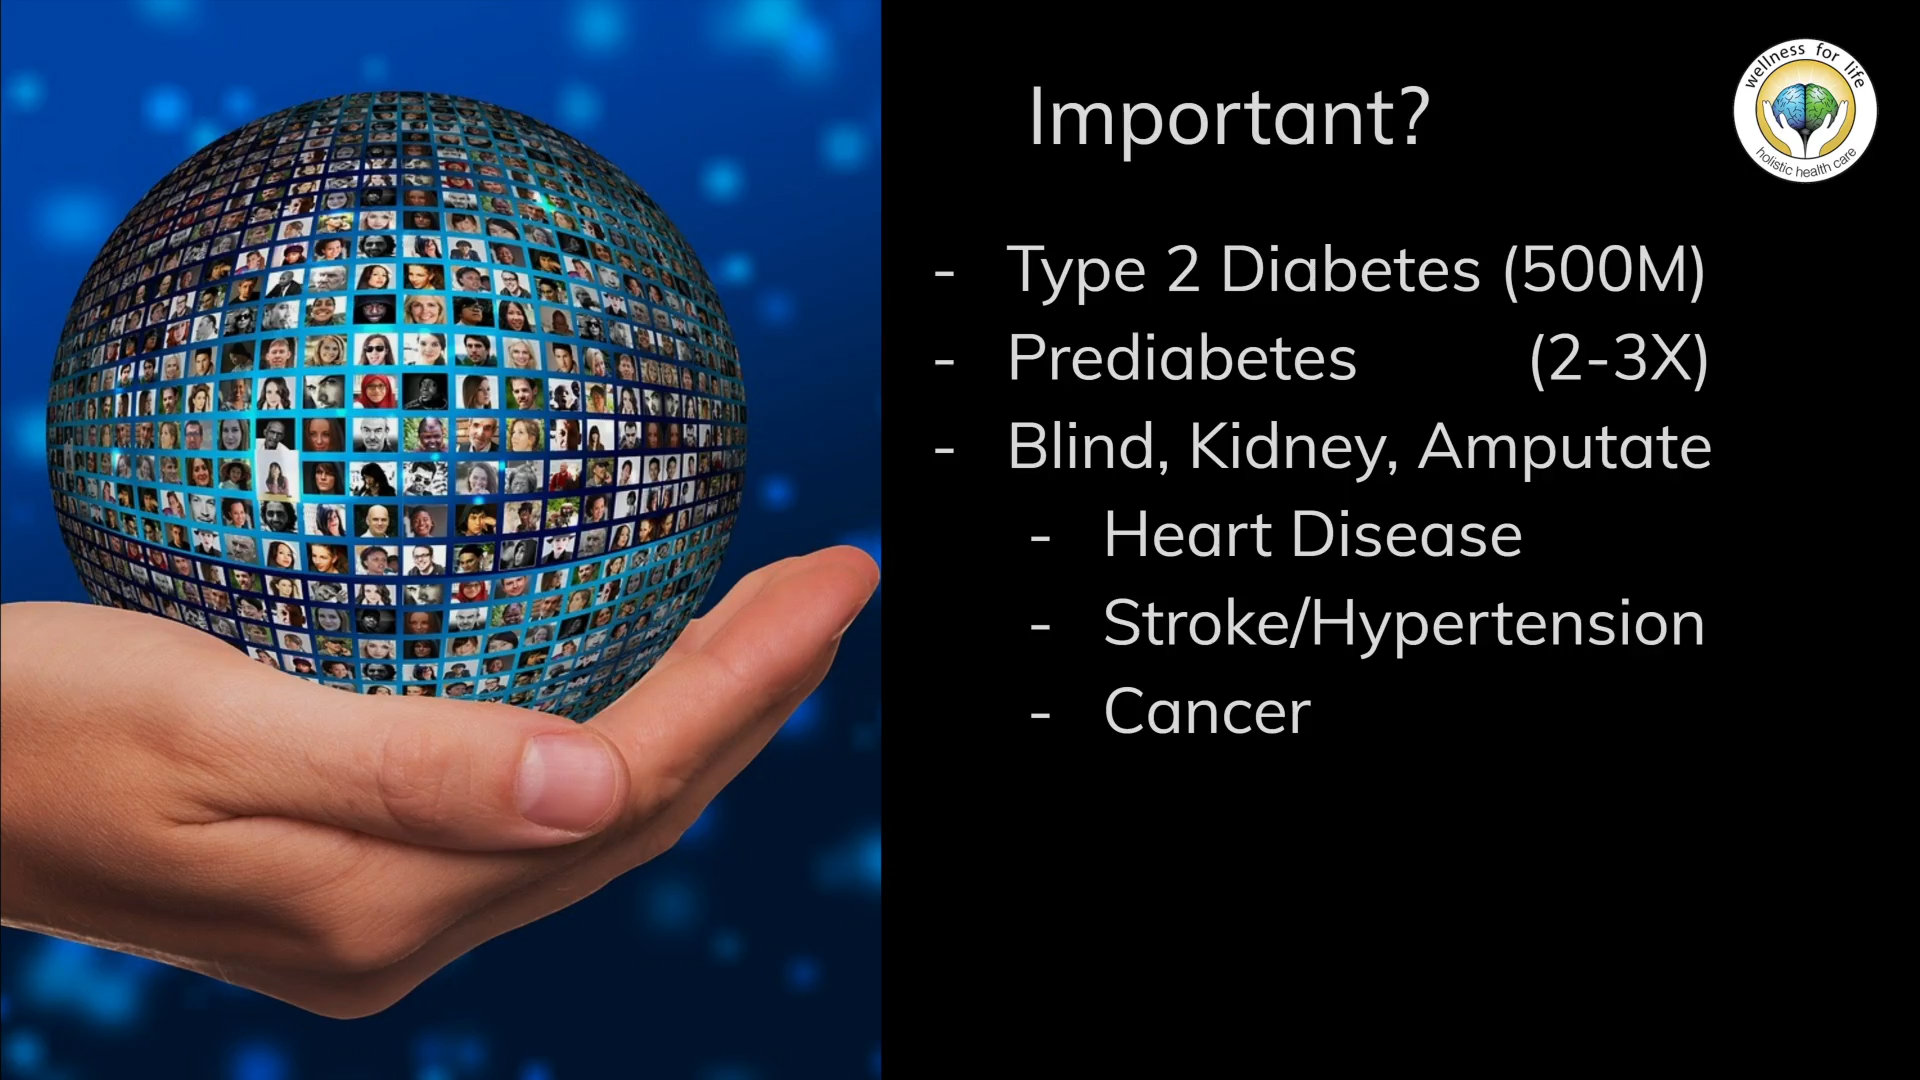 Important?
wellness for life
holistic health care
- Type 2 Diabetes (500M)
- Prediabetes (2-3X)
- Blind, Kidney, Amputate
- Heart Disease
- Stroke/Hypertension
- Cancer